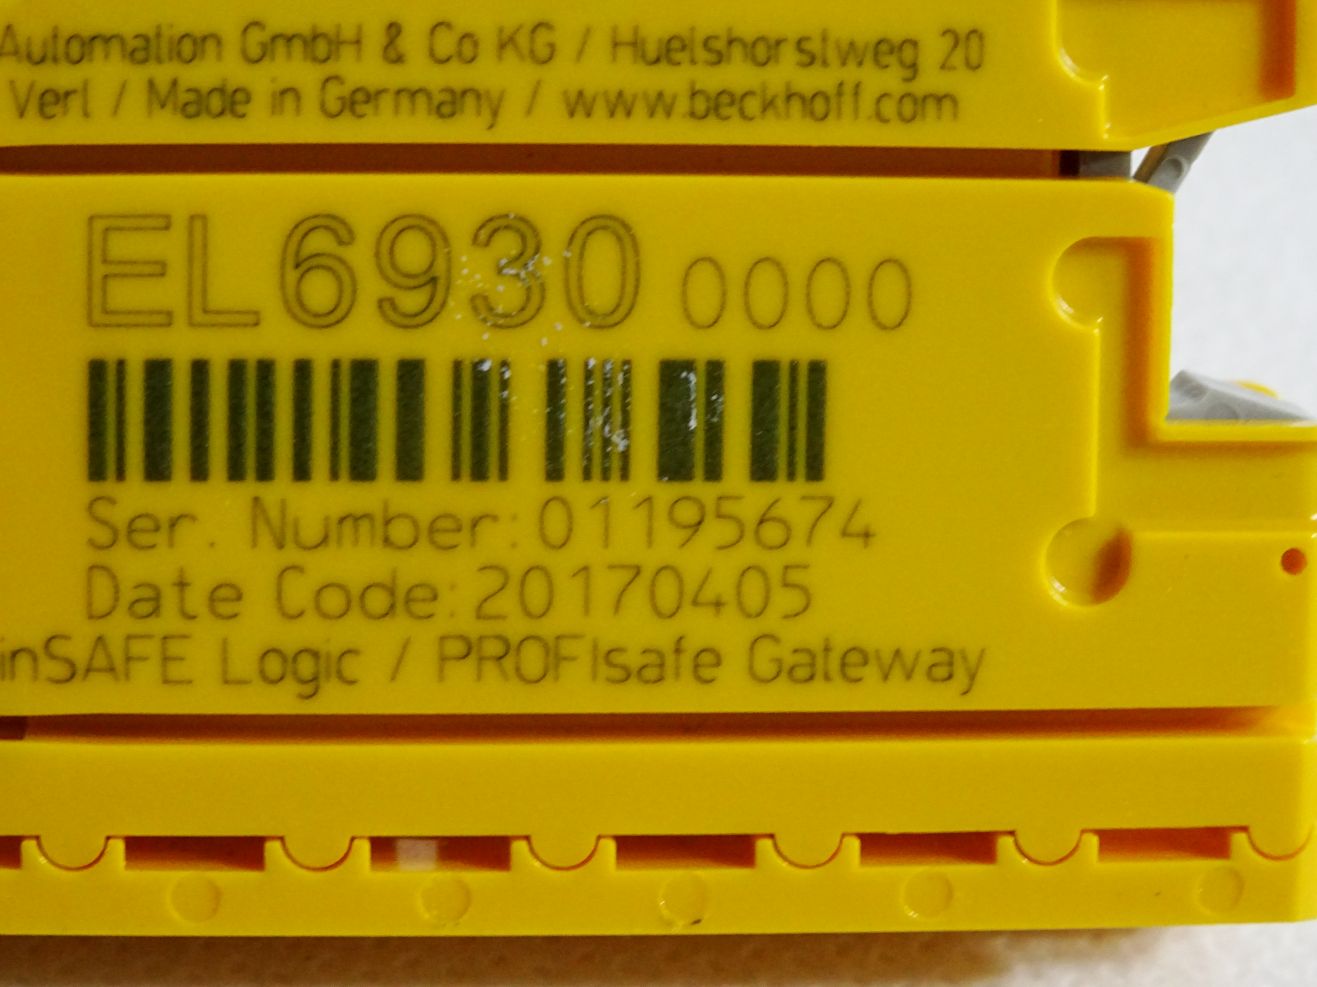 Automation GmbH & Co KG / Huelshorstweg 20
Verl / Made in Germany / www.beckhoff.com
EL6930 0000
Ser. Number: 01195674
Date Code: 20170405
inSAFE Logic / PROFIsafe Gateway